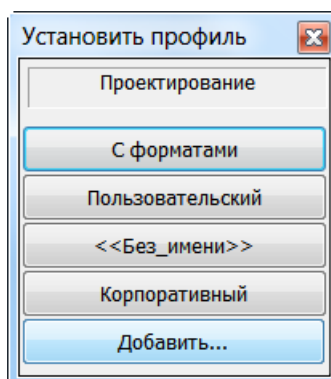 Установить профиль
Проектирование
С форматами
Пользовательский
<<Без_имени>>
Корпоративный
Добавить...